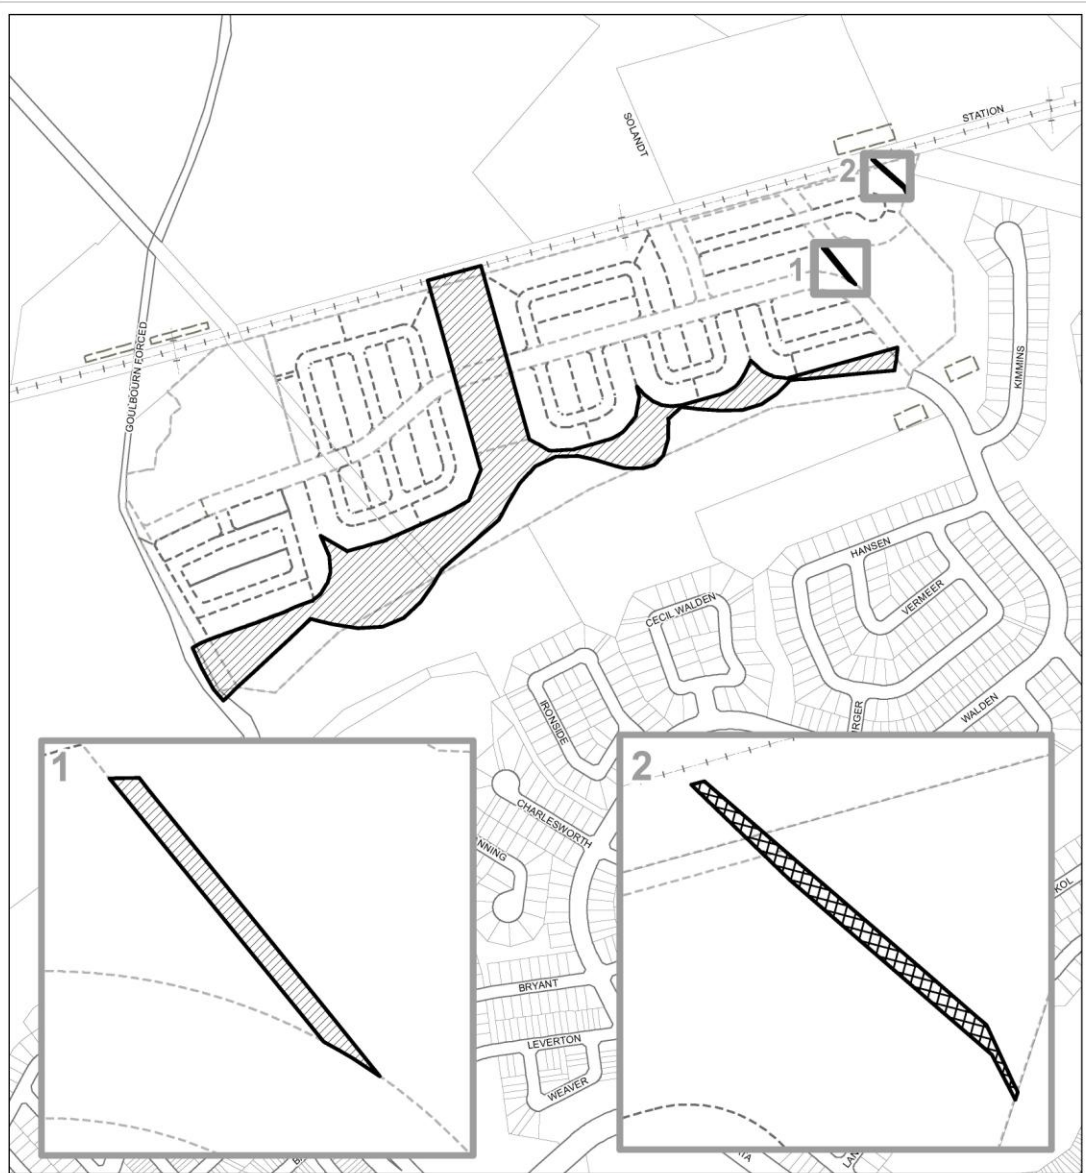 STATION
SOLANDT
2
1
GOULBOURN FORCED
KIMMINS
HANSEN
VERMEER
CECIL WALDEN
WALDEN
IRONSIDE
1
2
CHARLESWORTH
BRYANT
LEVERTON
WEAVER